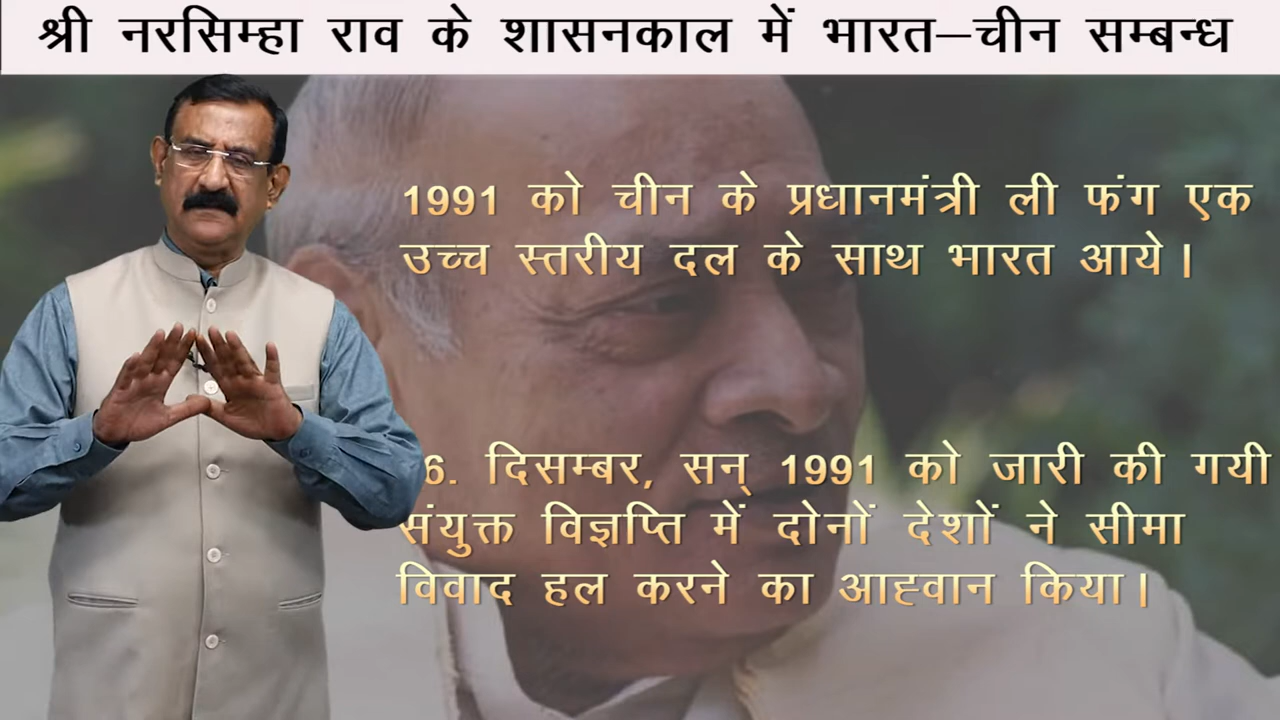 श्री नरसिम्हा राव के शासनकाल में भारत–चीन सम्बन्ध
1991 को चीन के प्रधानमंत्री ली फंग एक
उच्च स्तरीय दल के साथ भारत आये।
6. दिसम्बर, सन् 1991 को जारी की गयी
संयुक्त विज्ञप्ति में दोनों देशों ने सीमा
विवाद हल करने का आह्वान किया।